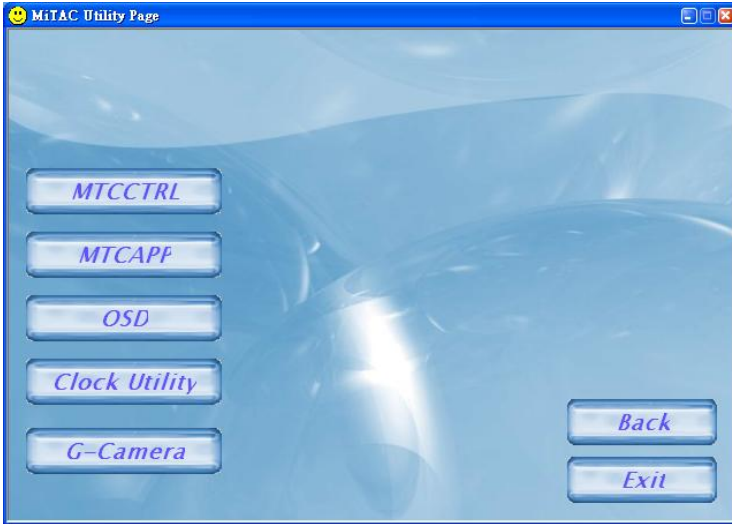 MiTAC Utility Page
MTCCTRL
MTCAPP
OSD
Clock Utility
G-Camera
Back
Exit